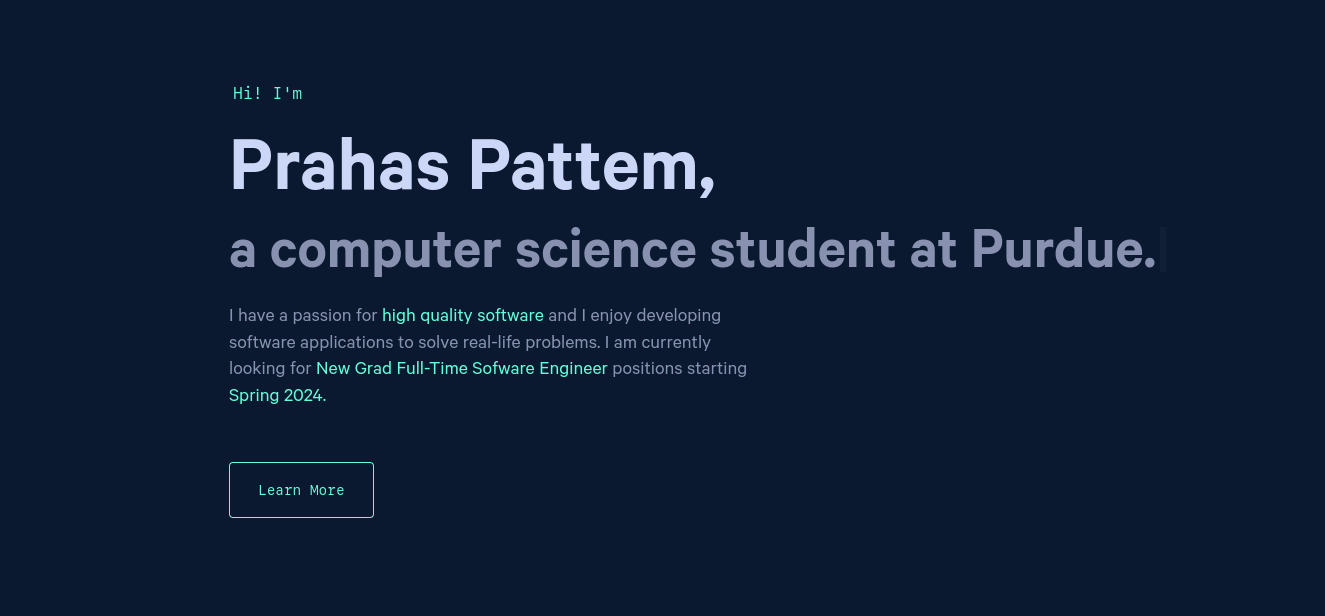 Hi! I'm
Prahas Pattem,
a computer science student at Purdue.
I have a passion for high quality software and I enjoy developing
software applications to solve real-life problems. I am currently
looking for New Grad Full-Time Sofware Engineer positions starting
Spring 2024.
Learn More